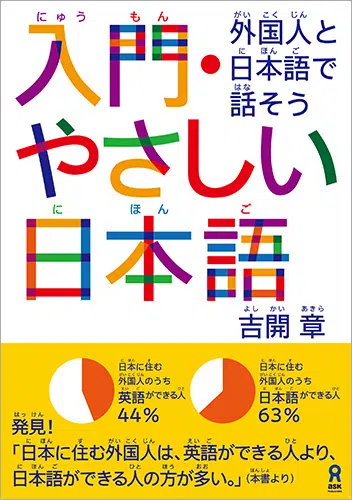 にゅうもん
入門・
がいこくじん
外国人と
にほんご
日本語で
はな
話そう
やさしい
にほんご
日本語
よしかい あきら
吉開 章
にほん す
日本に住む
がいこくじん
外国人のうち
えいご ひと
英語ができる人
44%
にほん す
日本に住む
がいこくじん
外国人のうち
にほんご ひと
日本語ができる人
63%
はっけん
発見!
にほん す がいこくじん えいご ひと
「日本に住む外国人は、英語ができる人より、
にほんご ひと ほう おお ほんしょ
日本語ができる人の方が多い。」(本書より)
ask
PUBLISHING